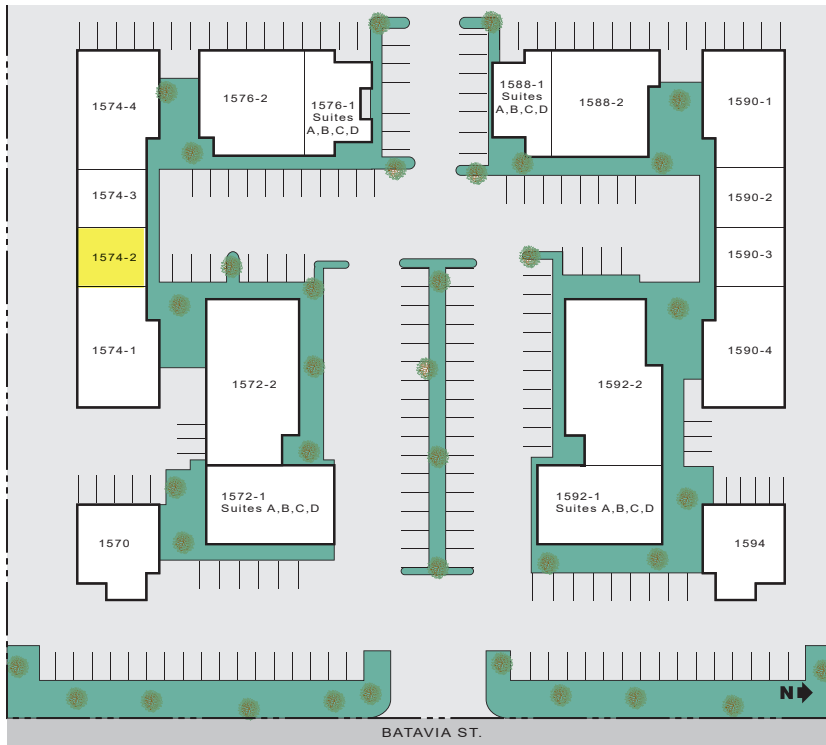 1574-4
1576-2
1576-1
Suites
A,B,C,D
1588-1
Suites
A,B,C,D
1588-2
1590-1
1574-3
1590-2
1574-2
1590-3
1574-1
1590-4
1572-2
1592-2
1572-1
Suites A,B,C,D
1592-1
Suites A,B,C,D
1570
1594
N
BATAVIA ST.